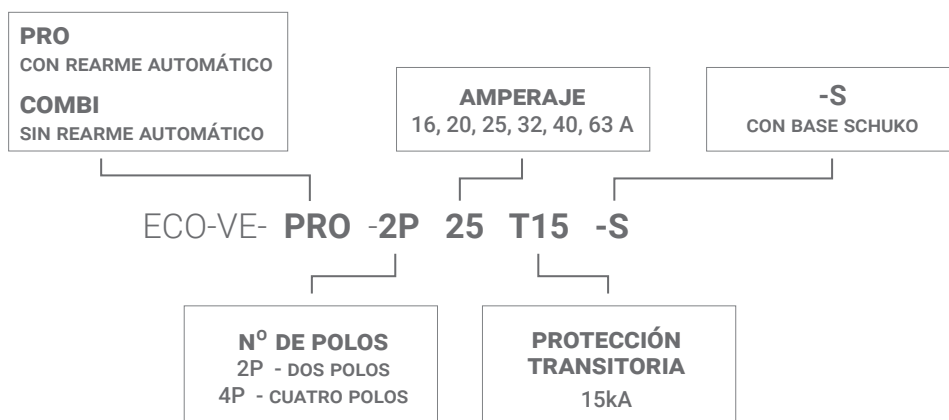 PRO
CON REARME AUTOMÁTICO
COMBI
SIN REARME AUTOMÁTICO
AMPERAJE
16, 20, 25, 32, 40, 63 A
-S
CON BASE SCHUKO
ECO-VE- PRO -2P 25 T15 -S
Nº DE POLOS
2P - DOS POLOS
4P - CUATRO POLOS
PROTECCIÓN
TRANSITORIA
15kA